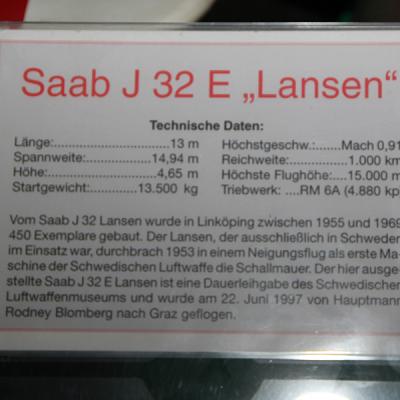 Saab J 32 E „Lansen“
Technische Daten:
Länge:..............................13 m
Spannweite:.................14,94 m
Höhe:............................4,65 m
Startgewicht:.............13.500 kg
Höchstgeschw.:.......Mach 0,91
Reichweite:................1.000 km
Höchste Flughöhe:....15.000 m
Triebwerk: ....RM 6A (4.880 kp)
Vom Saab J 32 Lansen wurde in Linköping zwischen 1955 und 1969
450 Exemplare gebaut. Der Lansen, der ausschließlich in Schweden
im Einsatz war, durchbrach 1953 in einem Neigungsflug als erste Ma-
schine der Schwedischen Luftwaffe die Schallmauer. Der hier ausge-
stellte Saab J 32 E Lansen ist eine Dauerleihgabe des Schwedischen
Luftwaffenmuseums und wurde am 22. Juni 1997 von Hauptmann
Rodney Blomberg nach Graz geflogen.